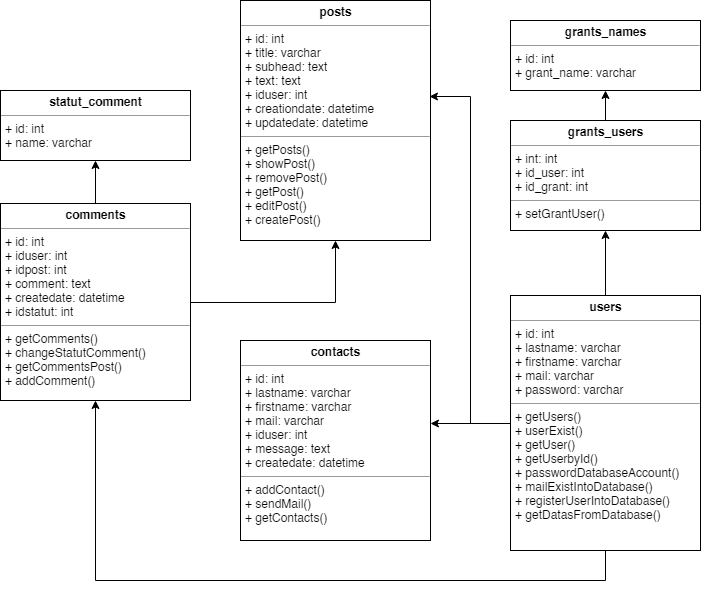 posts
+ id: int
+ title: varchar
+ subhead: text
+ text: text
+ iduser: int
+ creationdate: datetime
+ updatedate: datetime
+ getPosts()
+ showPost()
+ removePost()
+ getPost()
+ editPost()
+ createPost()
grants_names
+ id: int
+ grant_name: varchar
statut_comment
+ id: int
+ name: varchar
grants_users
+ int: int
+ id_user: int
+ id_grant: int
+ setGrantUser()
comments
+ id: int
+ iduser: int
+ idpost: int
+ comment: text
+ createdate: datetime
+ idstatut: int
+ getComments()
+ changeStatutComment()
+ getCommentsPost()
+ addComment()
contacts
+ id: int
+ lastname: varchar
+ firstname: varchar
+ mail: varchar
+ iduser: int
+ message: text
+ createdate: datetime
+ addContact()
+ sendMail()
+ getContacts()
users
+ id: int
+ lastname: varchar
+ firstname: varchar
+ mail: varchar
+ password: varchar
+ getUsers()
+ userExist()
+ getUser()
+ getUserbyId()
+ passwordDatabaseAccount()
+ mailExistIntoDatabase()
+ registerUserIntoDatabase()
+ getDatasFromDatabase()